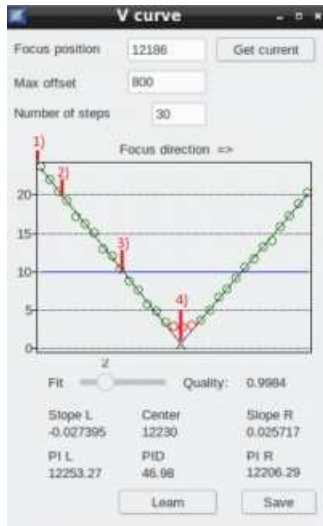 V curve
Focus position 12186 Get current
Max offset 800
Number of steps 30
Focus direction =>
1)
2)
3)
4)
20
15
10
5
0
2
Fit Quality: 0.9984
Slope L Center Slope R
-0.027395 12230 0.025717
PI L PID PI R
12253.27 46.98 12206.29
Learn Save